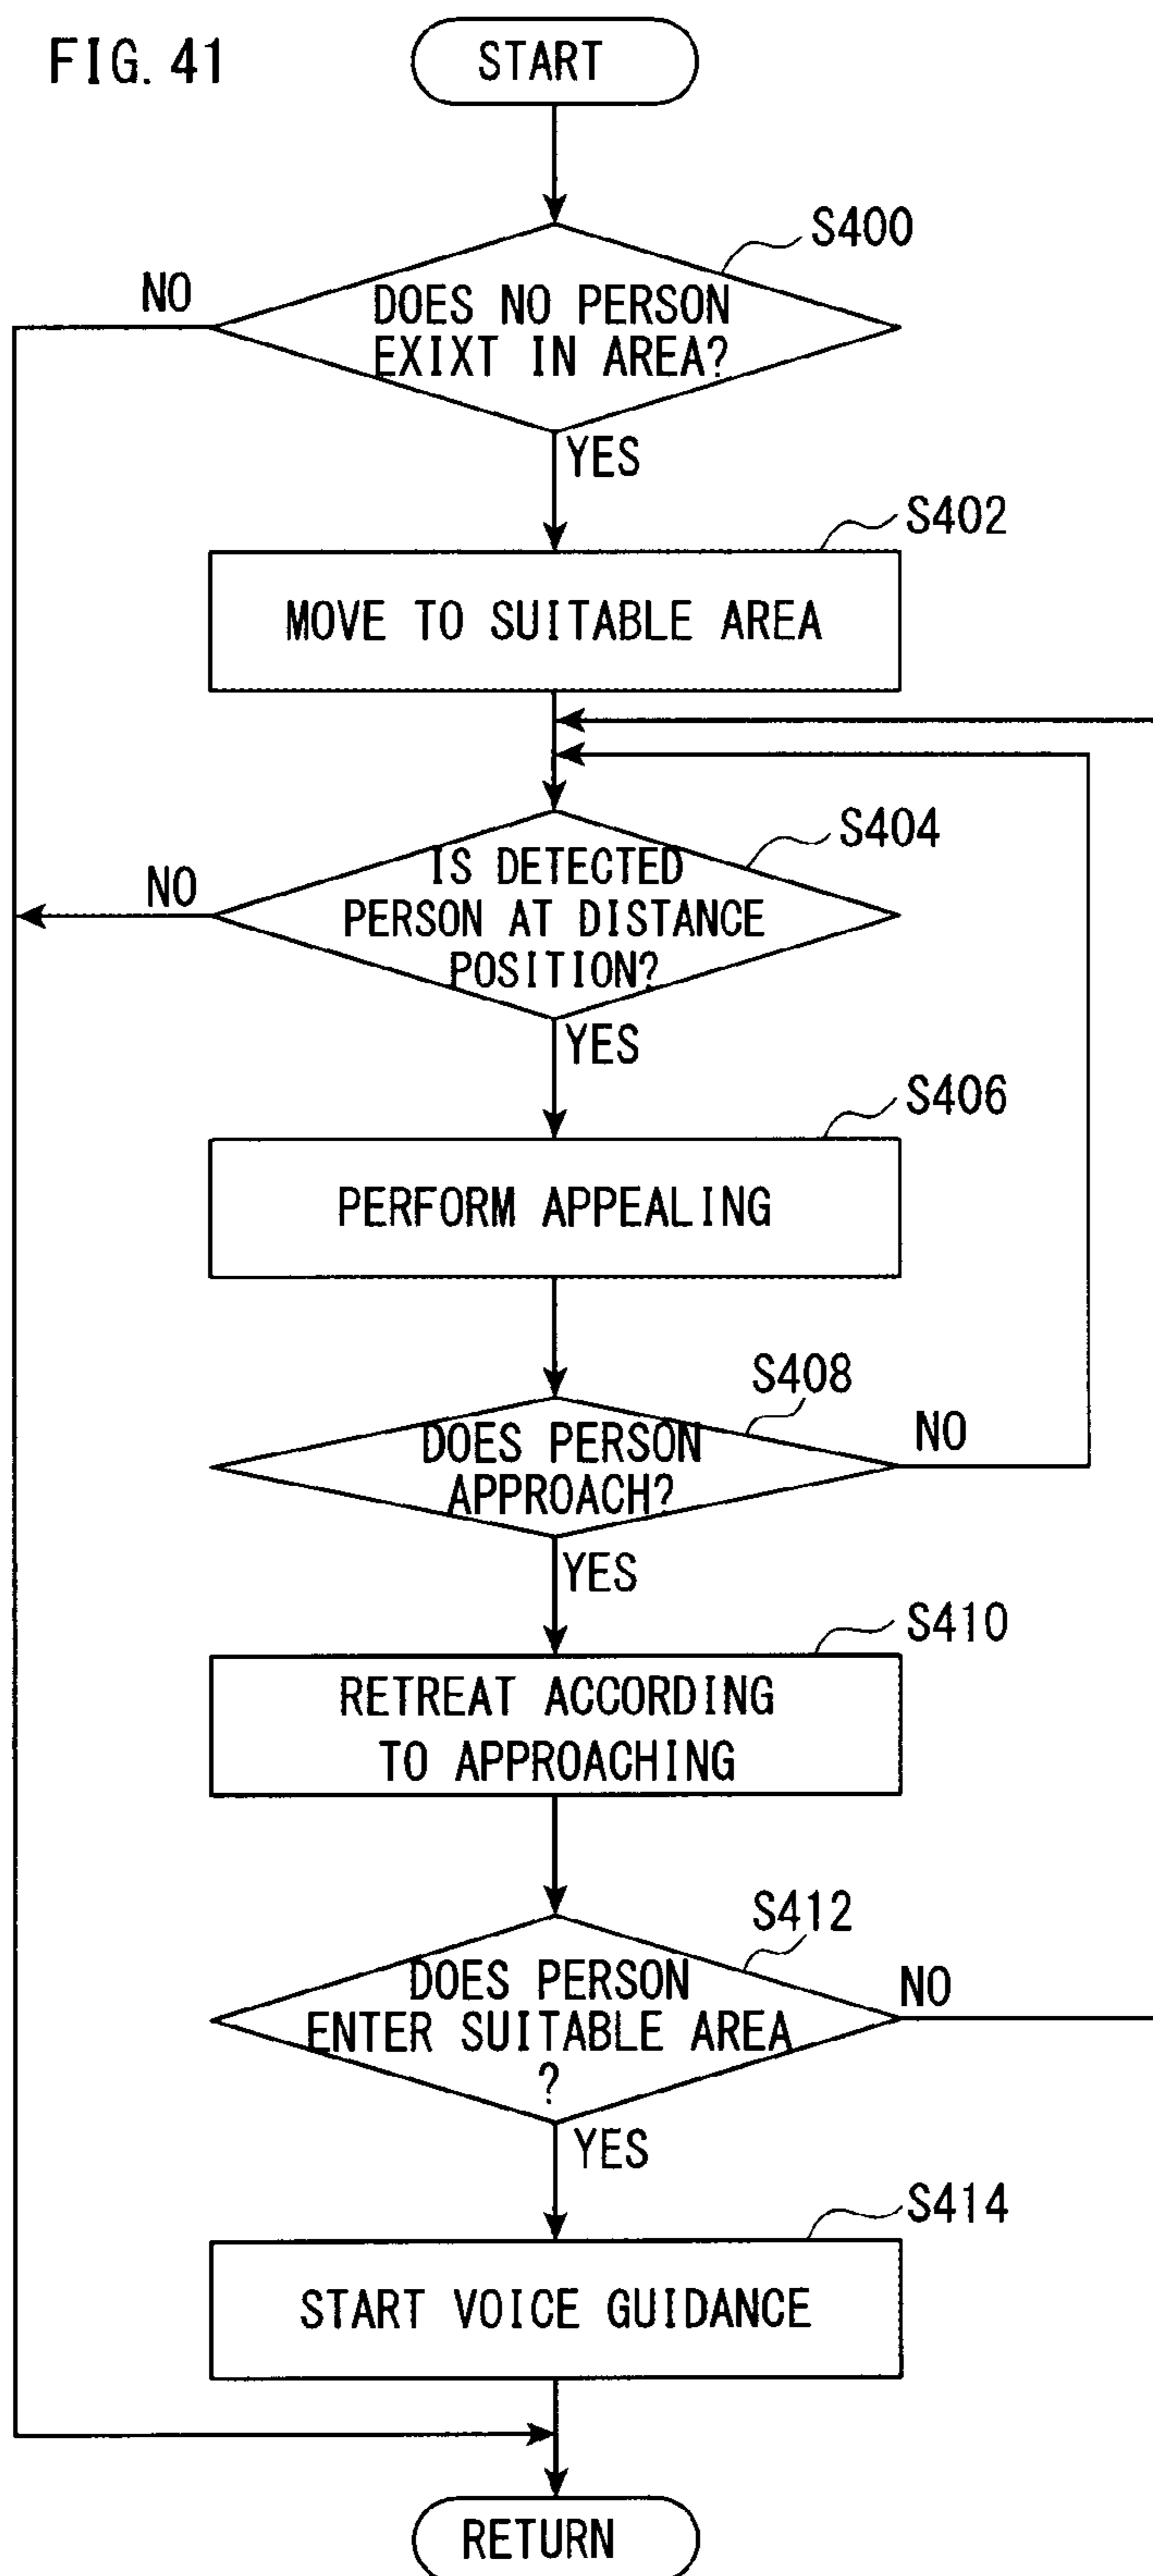 FIG. 41
START
S400
NO
DOES NO PERSON
EXIXT IN AREA?
YES
S402
MOVE TO SUITABLE AREA
S404
NO
IS DETECTED
PERSON AT DISTANCE
POSITION?
YES
S406
PERFORM APPEALING
S408
DOES PERSON
APPROACH?
NO
YES
S410
RETREAT ACCORDING
TO APPROACHING
S412
DOES PERSON
ENTER SUITABLE AREA
?
NO
YES
S414
START VOICE GUIDANCE
RETURN